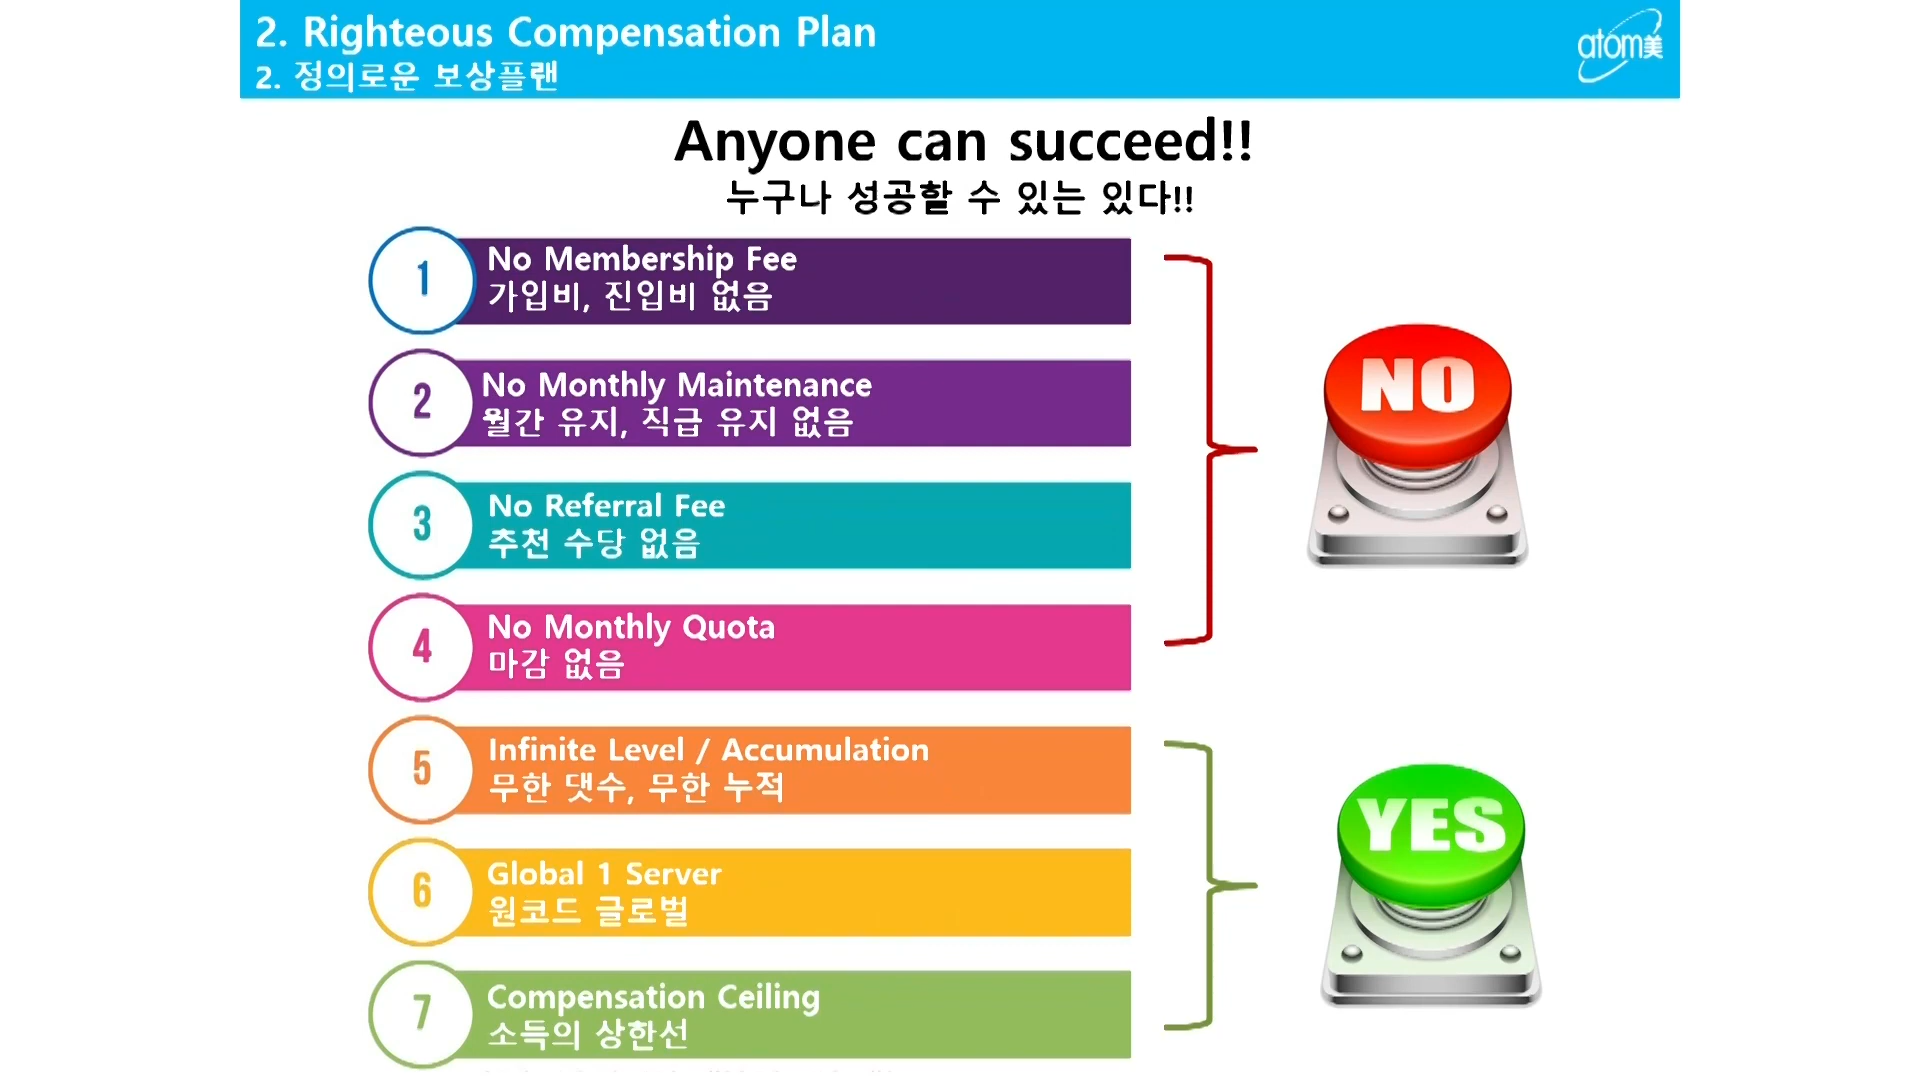 2. Righteous Compensation Plan
2. 정의로운 보상플랜
atom美
Anyone can succeed!!
누구나 성공할 수 있는 있다!!
1
No Membership Fee
가입비, 진입비 없음
2
No Monthly Maintenance
월간 유지, 직급 유지 없음
3
No Referral Fee
추천 수당 없음
4
No Monthly Quota
마감 없음
NO
5
Infinite Level / Accumulation
무한 댓수, 무한 누적
6
Global 1 Server
원코드 글로벌
7
Compensation Ceiling
소득의 상한선
YES